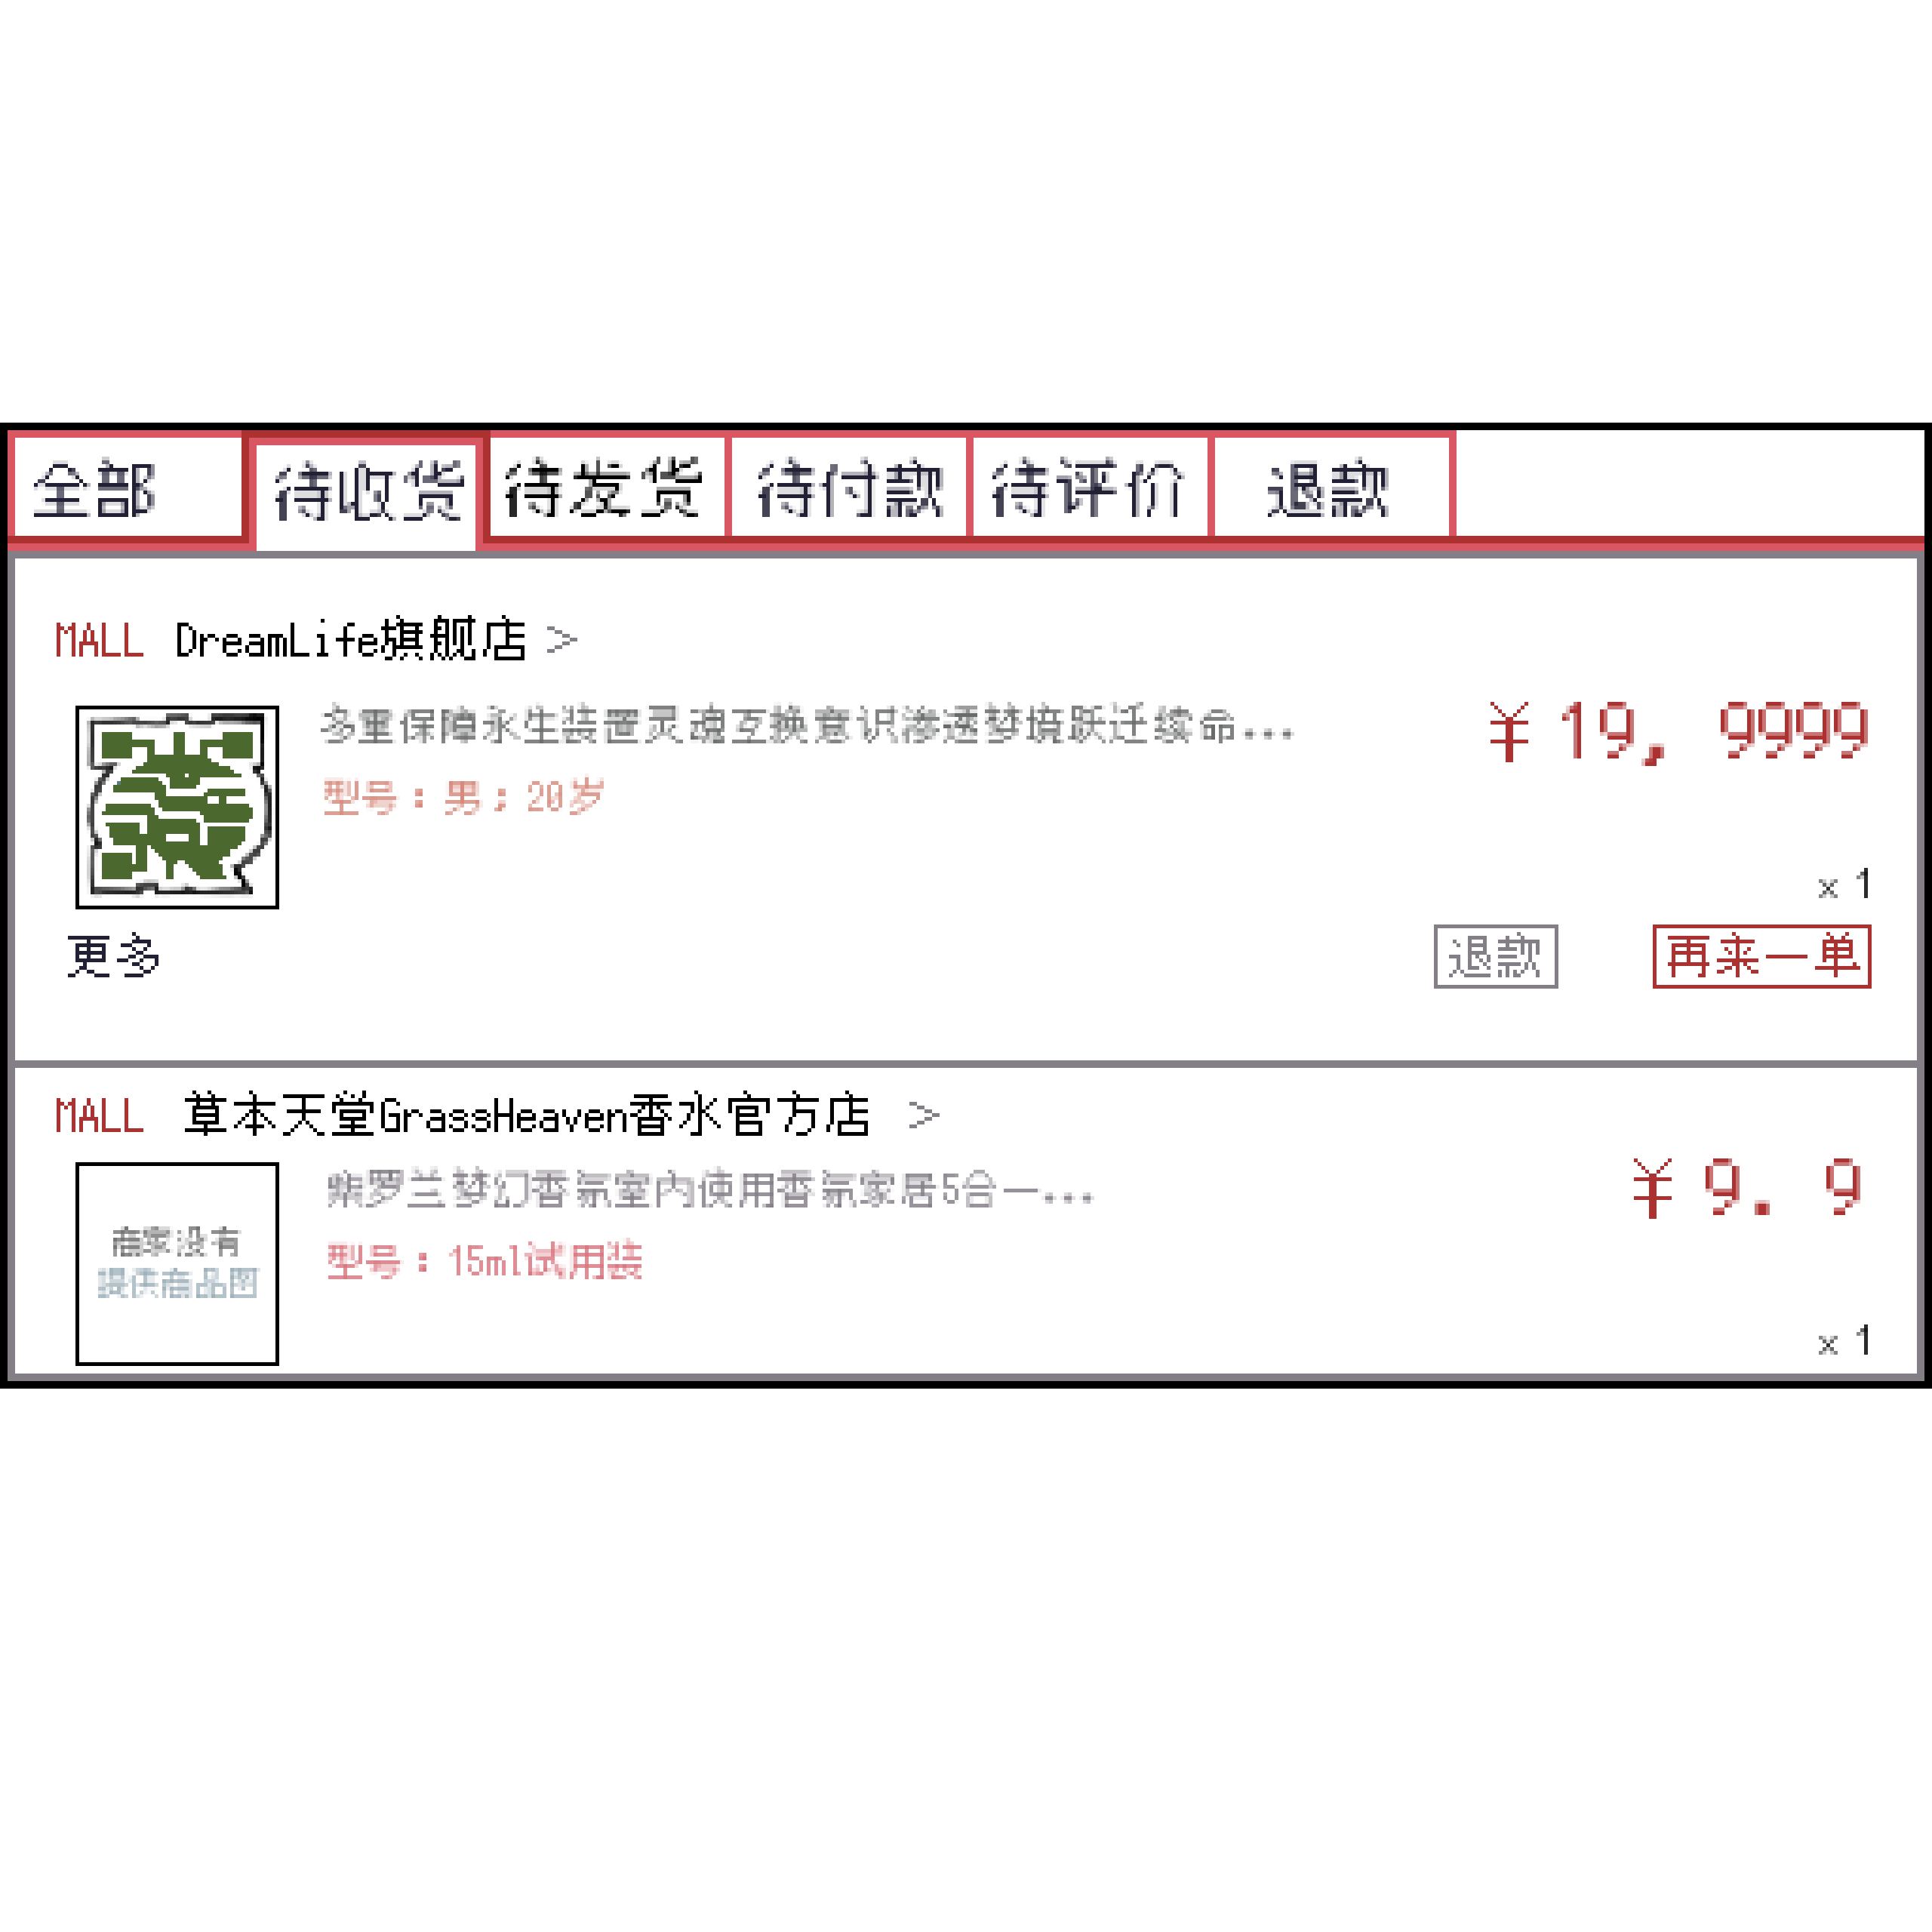 全部 待收货 待发货 待付款 待评价 退款
MALL DreamLife旗舰店 >
多重保障永生装置灵魂互换意识渗透梦境跃迁续命... ¥19, 9999
型号：男；20岁
x 1
更多 退款 再来一单
MALL 草本天堂GrassHeaven香水官方店 >
紫罗兰梦幻香氛室内使用香氛家居5合一... ¥9. 9
型号：15ml试用装
商家没有
提供商品图
x 1